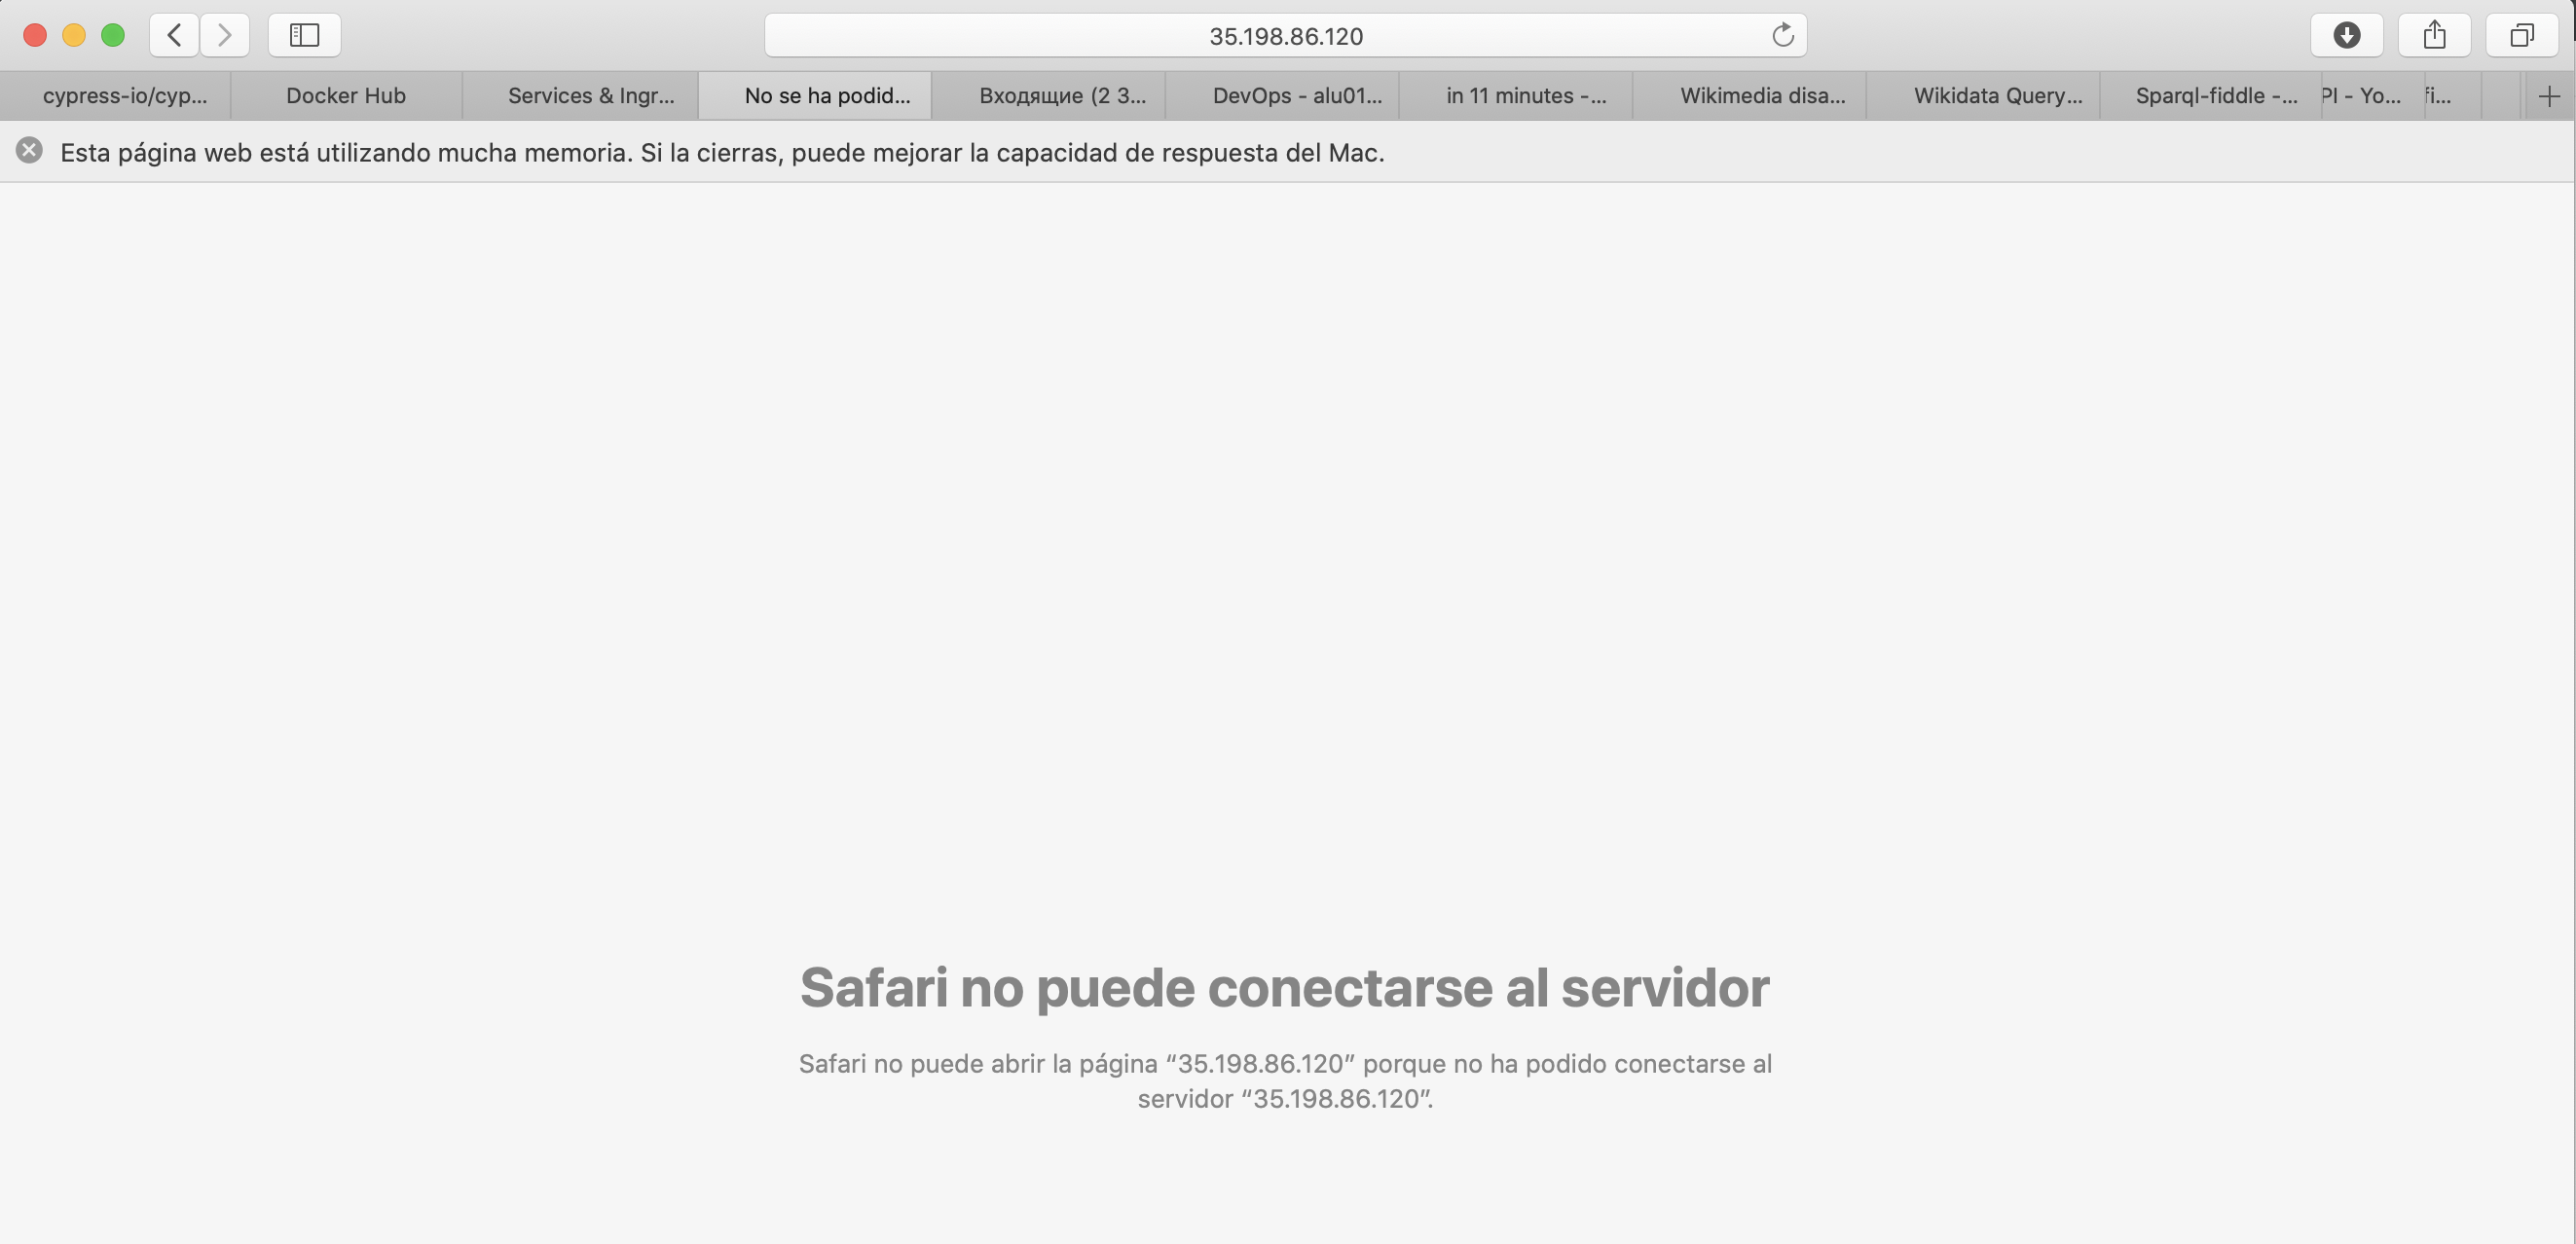 35.198.86.120
cypress-io/cyp...
Docker Hub
Services & Ingr...
No se ha podid...
Входящие (2 3...
DevOps - alu01...
in 11 minutes -...
Wikimedia disa...
Wikidata Query...
Sparql-fiddle -...
PI - Yo...
fi...
Esta página web está utilizando mucha memoria. Si la cierras, puede mejorar la capacidad de respuesta del Mac.
Safari no puede conectarse al servidor
Safari no puede abrir la página “35.198.86.120” porque no ha podido conectarse al
servidor “35.198.86.120”.